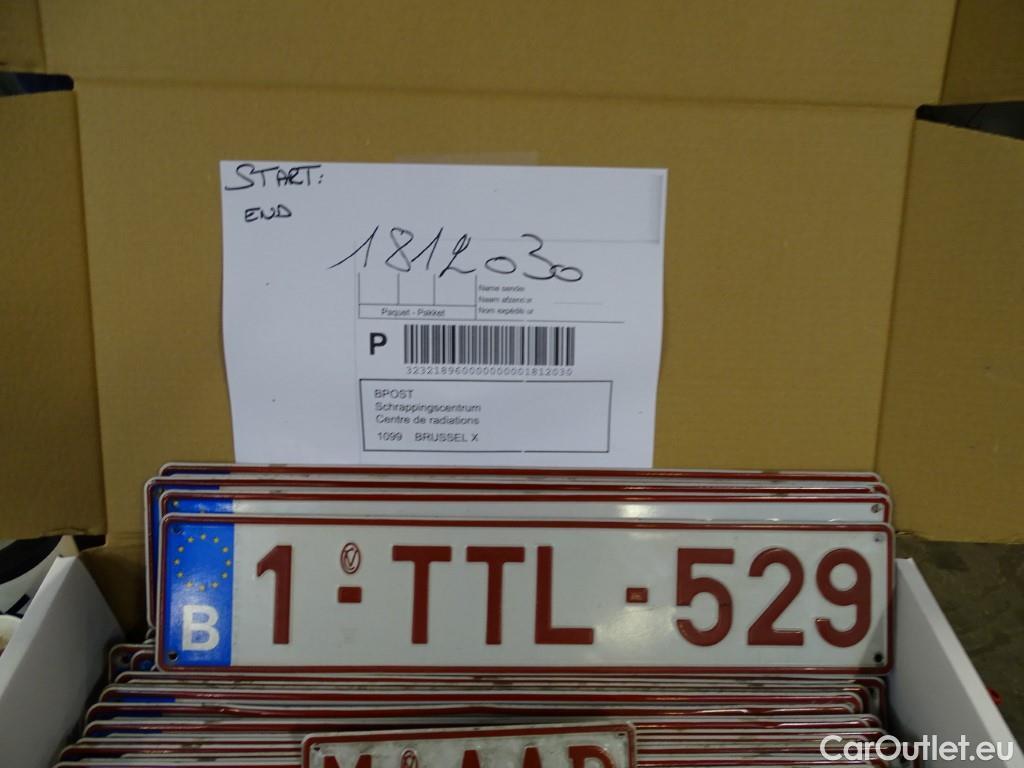 START:
END
1812030
Name sender
Naam afzender
Nom expéditeur
Paquet - Pakket
P
323218960000000001812030
BPOST
Schrappingscentrum
Centre de radiations
1099 BRUSSEL X
B 1-TTL-529
CarOutlet.eu